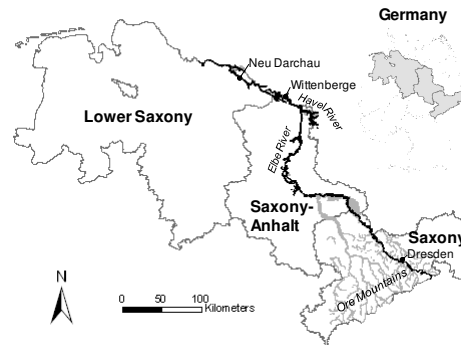 Germany
Neu Darchau
Wittenberge
Havel River
Lower Saxony
Elbe River
Saxony-
Anhalt
Saxony
Dresden
Ore Mountains
N
0 50 100
Kilometers